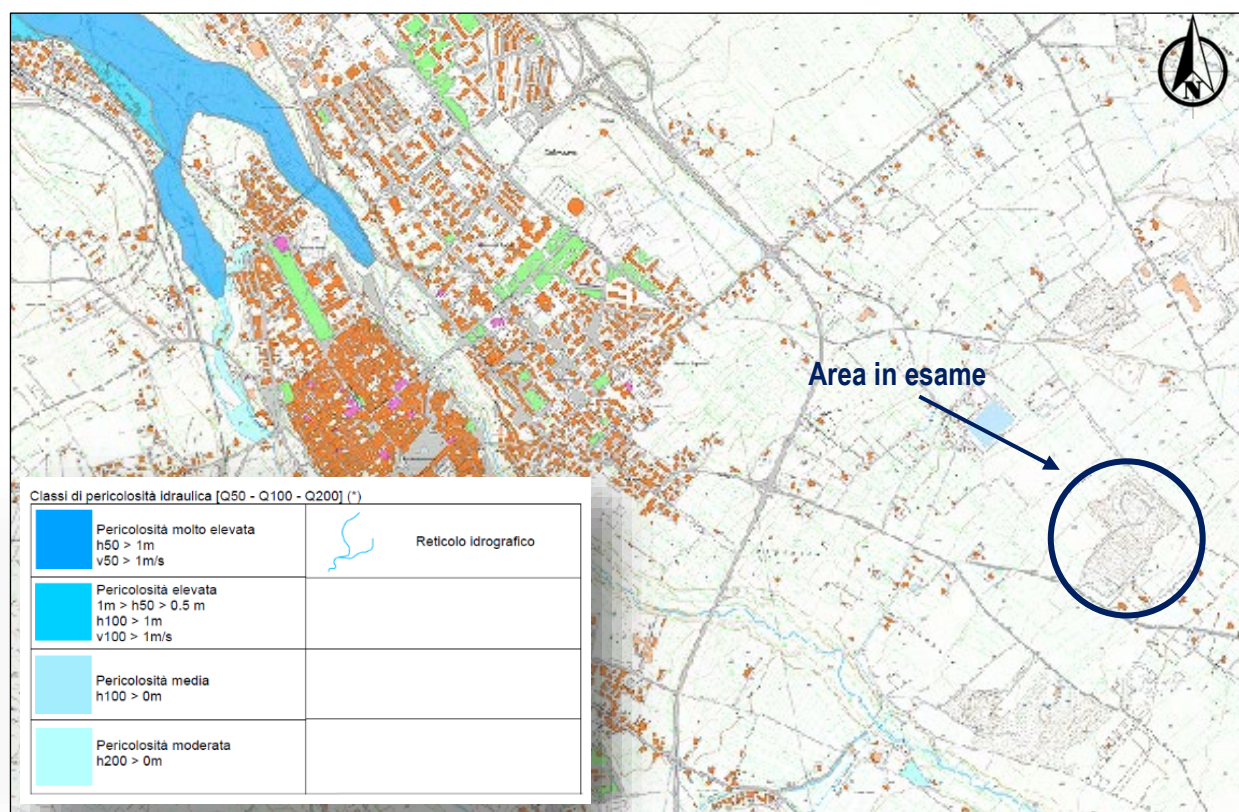 N
Area in esame
Classi di pericolosità idraulica [Q50 - Q100 - Q200] (*)
Pericolosità molto elevata
h50 > 1m
v50 > 1m/s
Reticolo idrografico
Pericolosità elevata
1m > h50 > 0.5 m
h100 > 1m
v100 > 1m/s
Pericolosità media
h100 > 0m
Pericolosità moderata
h200 > 0m